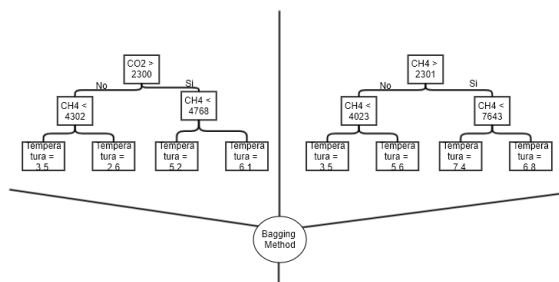 CO2 >
2300
No
Si
CH4 <
4302
CH4 <
4768
Tempera
tura =
3.5
Tempera
tura =
2.6
Tempera
tura =
5.2
Tempera
tura =
6.1
CH4 >
2301
No
Si
CH4 <
4023
CH4 <
7643
Tempera
tura =
3.5
Tempera
tura =
5.6
Tempera
tura =
7.4
Tempera
tura =
6.8
Bagging
Method